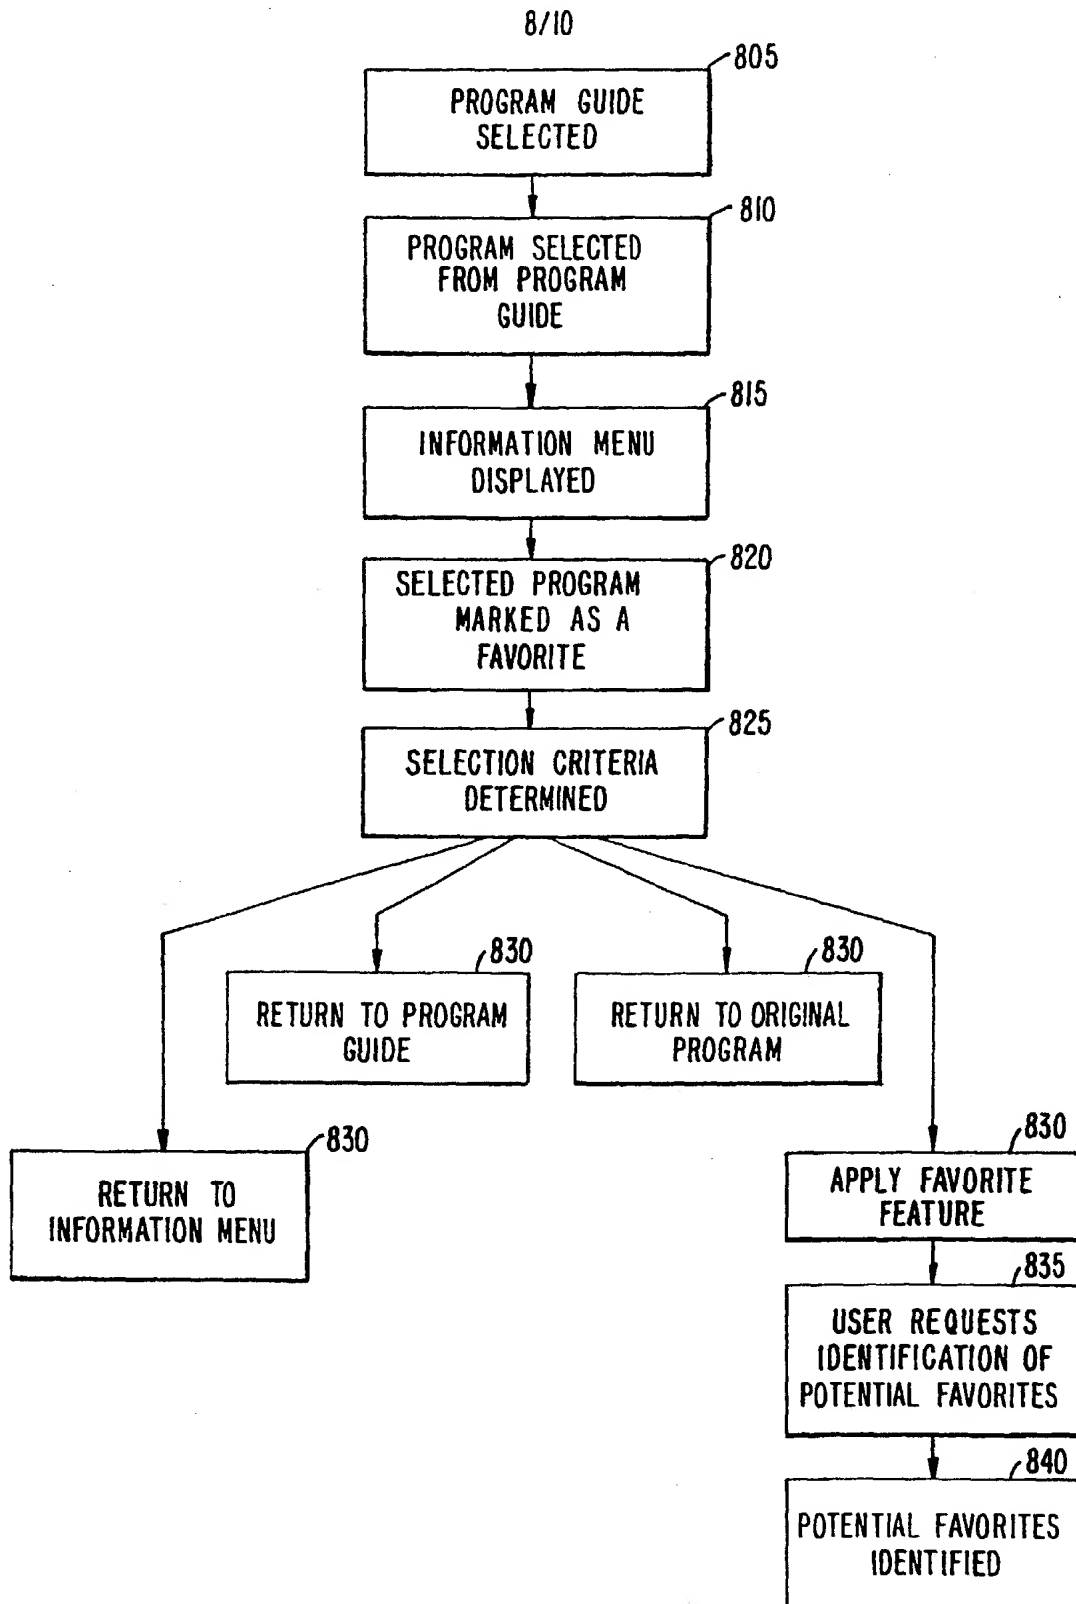 8/10
805
PROGRAM GUIDE
SELECTED
810
PROGRAM SELECTED
FROM PROGRAM
GUIDE
815
INFORMATION MENU
DISPLAYED
820
SELECTED PROGRAM
MARKED AS A
FAVORITE
825
SELECTION CRITERIA
DETERMINED
830
RETURN TO PROGRAM
GUIDE
830
RETURN TO ORIGINAL
PROGRAM
830
RETURN TO
INFORMATION MENU
830
APPLY FAVORITE
FEATURE
835
USER REQUESTS
IDENTIFICATION OF
POTENTIAL FAVORITES
840
POTENTIAL FAVORITES
IDENTIFIED